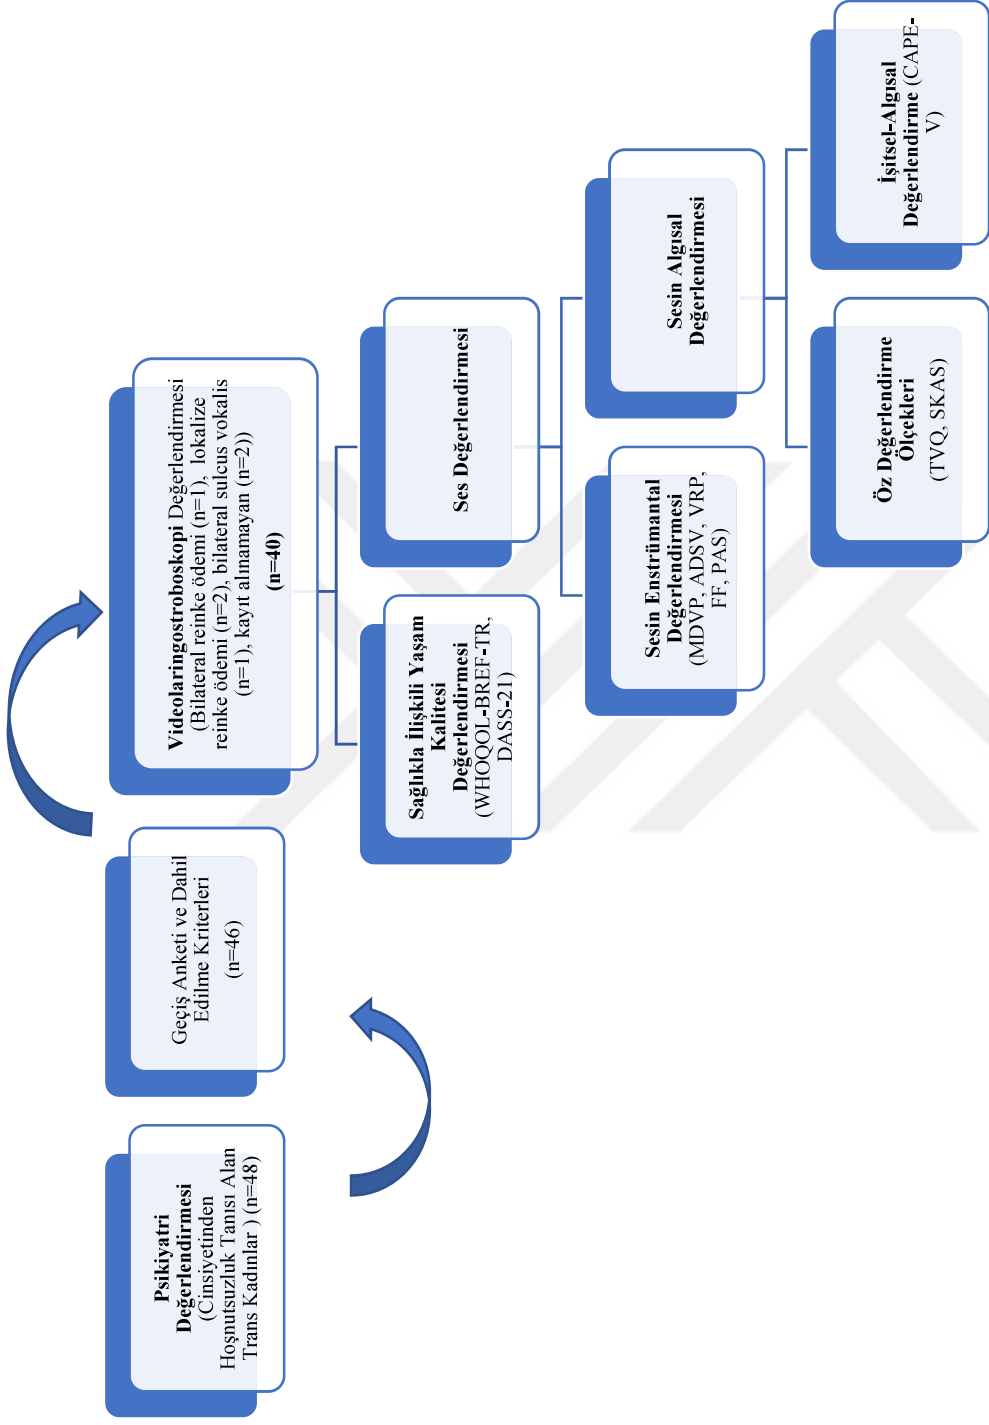 Psikiyatri
Değerlendirmesi
(Cinsiyetinden
Hoşnutsuzluk Tanısı Alan
Trans Kadınlar ) (n=48)
Geçiş Anketi ve Dahil
Edilme Kriterleri
(n=46)
Videolaringostroboskopi Değerlendirmesi
(Bilateral reinke ödemi (n=1), lokalize
reinke ödemi (n=2), bilateral sulcus vokalis
(n=1), kayıt alınamayan (n=2))
(n=40)
Sağlıkla İlişkili Yaşam
Kalitesi
Değerlendirmesi
(WHOQOL-BREF-TR,
DASS-21)
Ses Değerlendirmesi
Sesin Enstrümantal
Değerlendirmesi
(MDVP, ADSV, VRP,
FF, PAS)
Sesin Algısal
Değerlendirmesi
Öz Değerlendirme
Ölçekleri
(TVQ, SKAS)
İşitsel-Algısal
Değerlendirme (CAPE-
V)